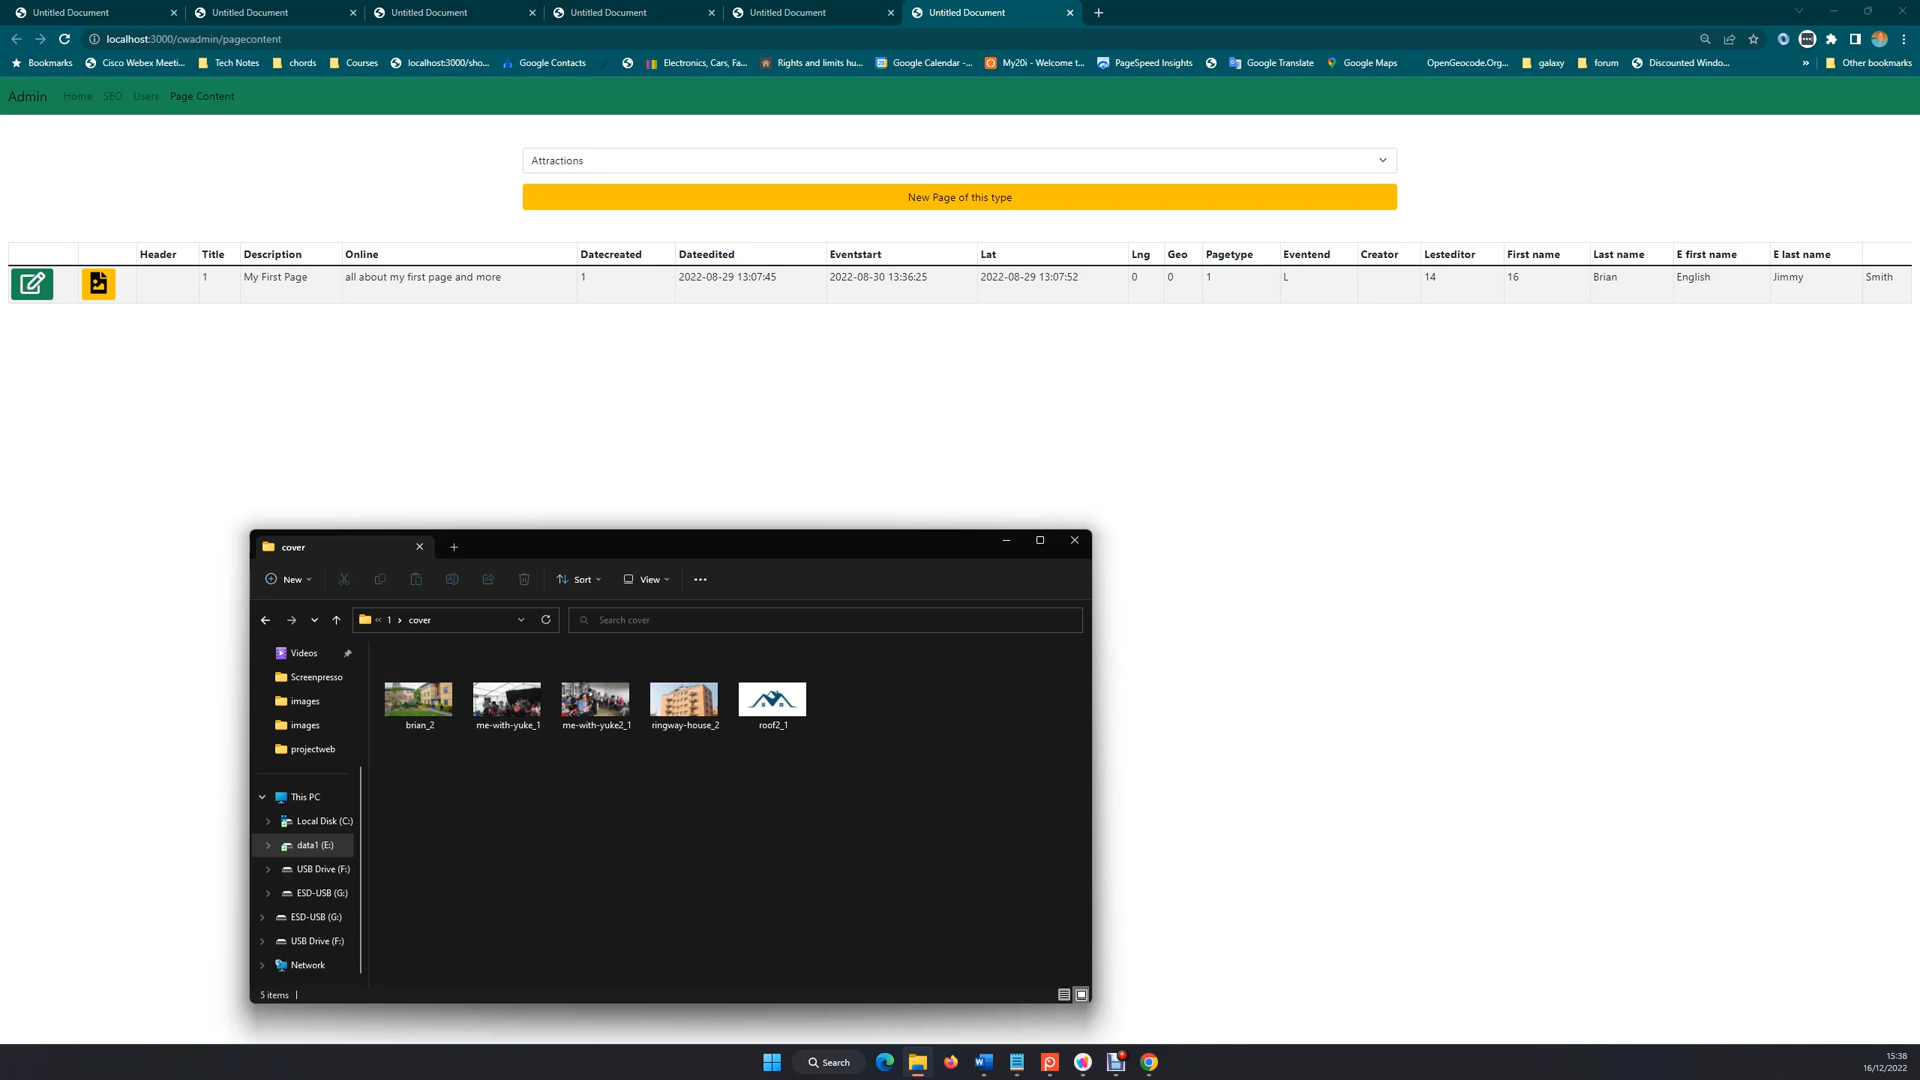 Untitled Document Untitled Document Untitled Document Untitled Document Untitled Document Untitled Document
localhost:3000/cwadmin/pagecontent
Bookmarks Cisco Webex Meeti... Tech Notes chords Courses localhost:3000/sho... Google Contacts Electronics, Cars, Fa... Rights and limits hu... Google Calendar -... My20i - Welcome t... PageSpeed Insights Google Translate Google Maps OpenGeocode.Org... galaxy forum Discounted Windo... » Other bookmarks
Admin Home SEO Users Page Content
Attractions
New Page of this type
Header Title Description Online Datecreated Dateedited Eventstart Lat Lng Geo Pagetype Eventend Creator Lesteditor First name Last name E first name E last name
1 My First Page all about my first page and more 1 2022-08-29 13:07:45 2022-08-30 13:36:25 2022-08-29 13:07:52 0 0 1 L 14 16 Brian English Jimmy Smith
cover
New Sort View
« 1 › cover Search cover
Videos
Screenpresso
images
images
projectweb
This PC
Local Disk (C:)
data1 (E:)
USB Drive (F:)
ESD-USB (G:)
ESD-USB (G:)
USB Drive (F:)
Network
brian_2 me-with-yuke_1 me-with-yuke2_1 ringway-house_2 roof2_1
5 items
Search
15:38
16/12/2022